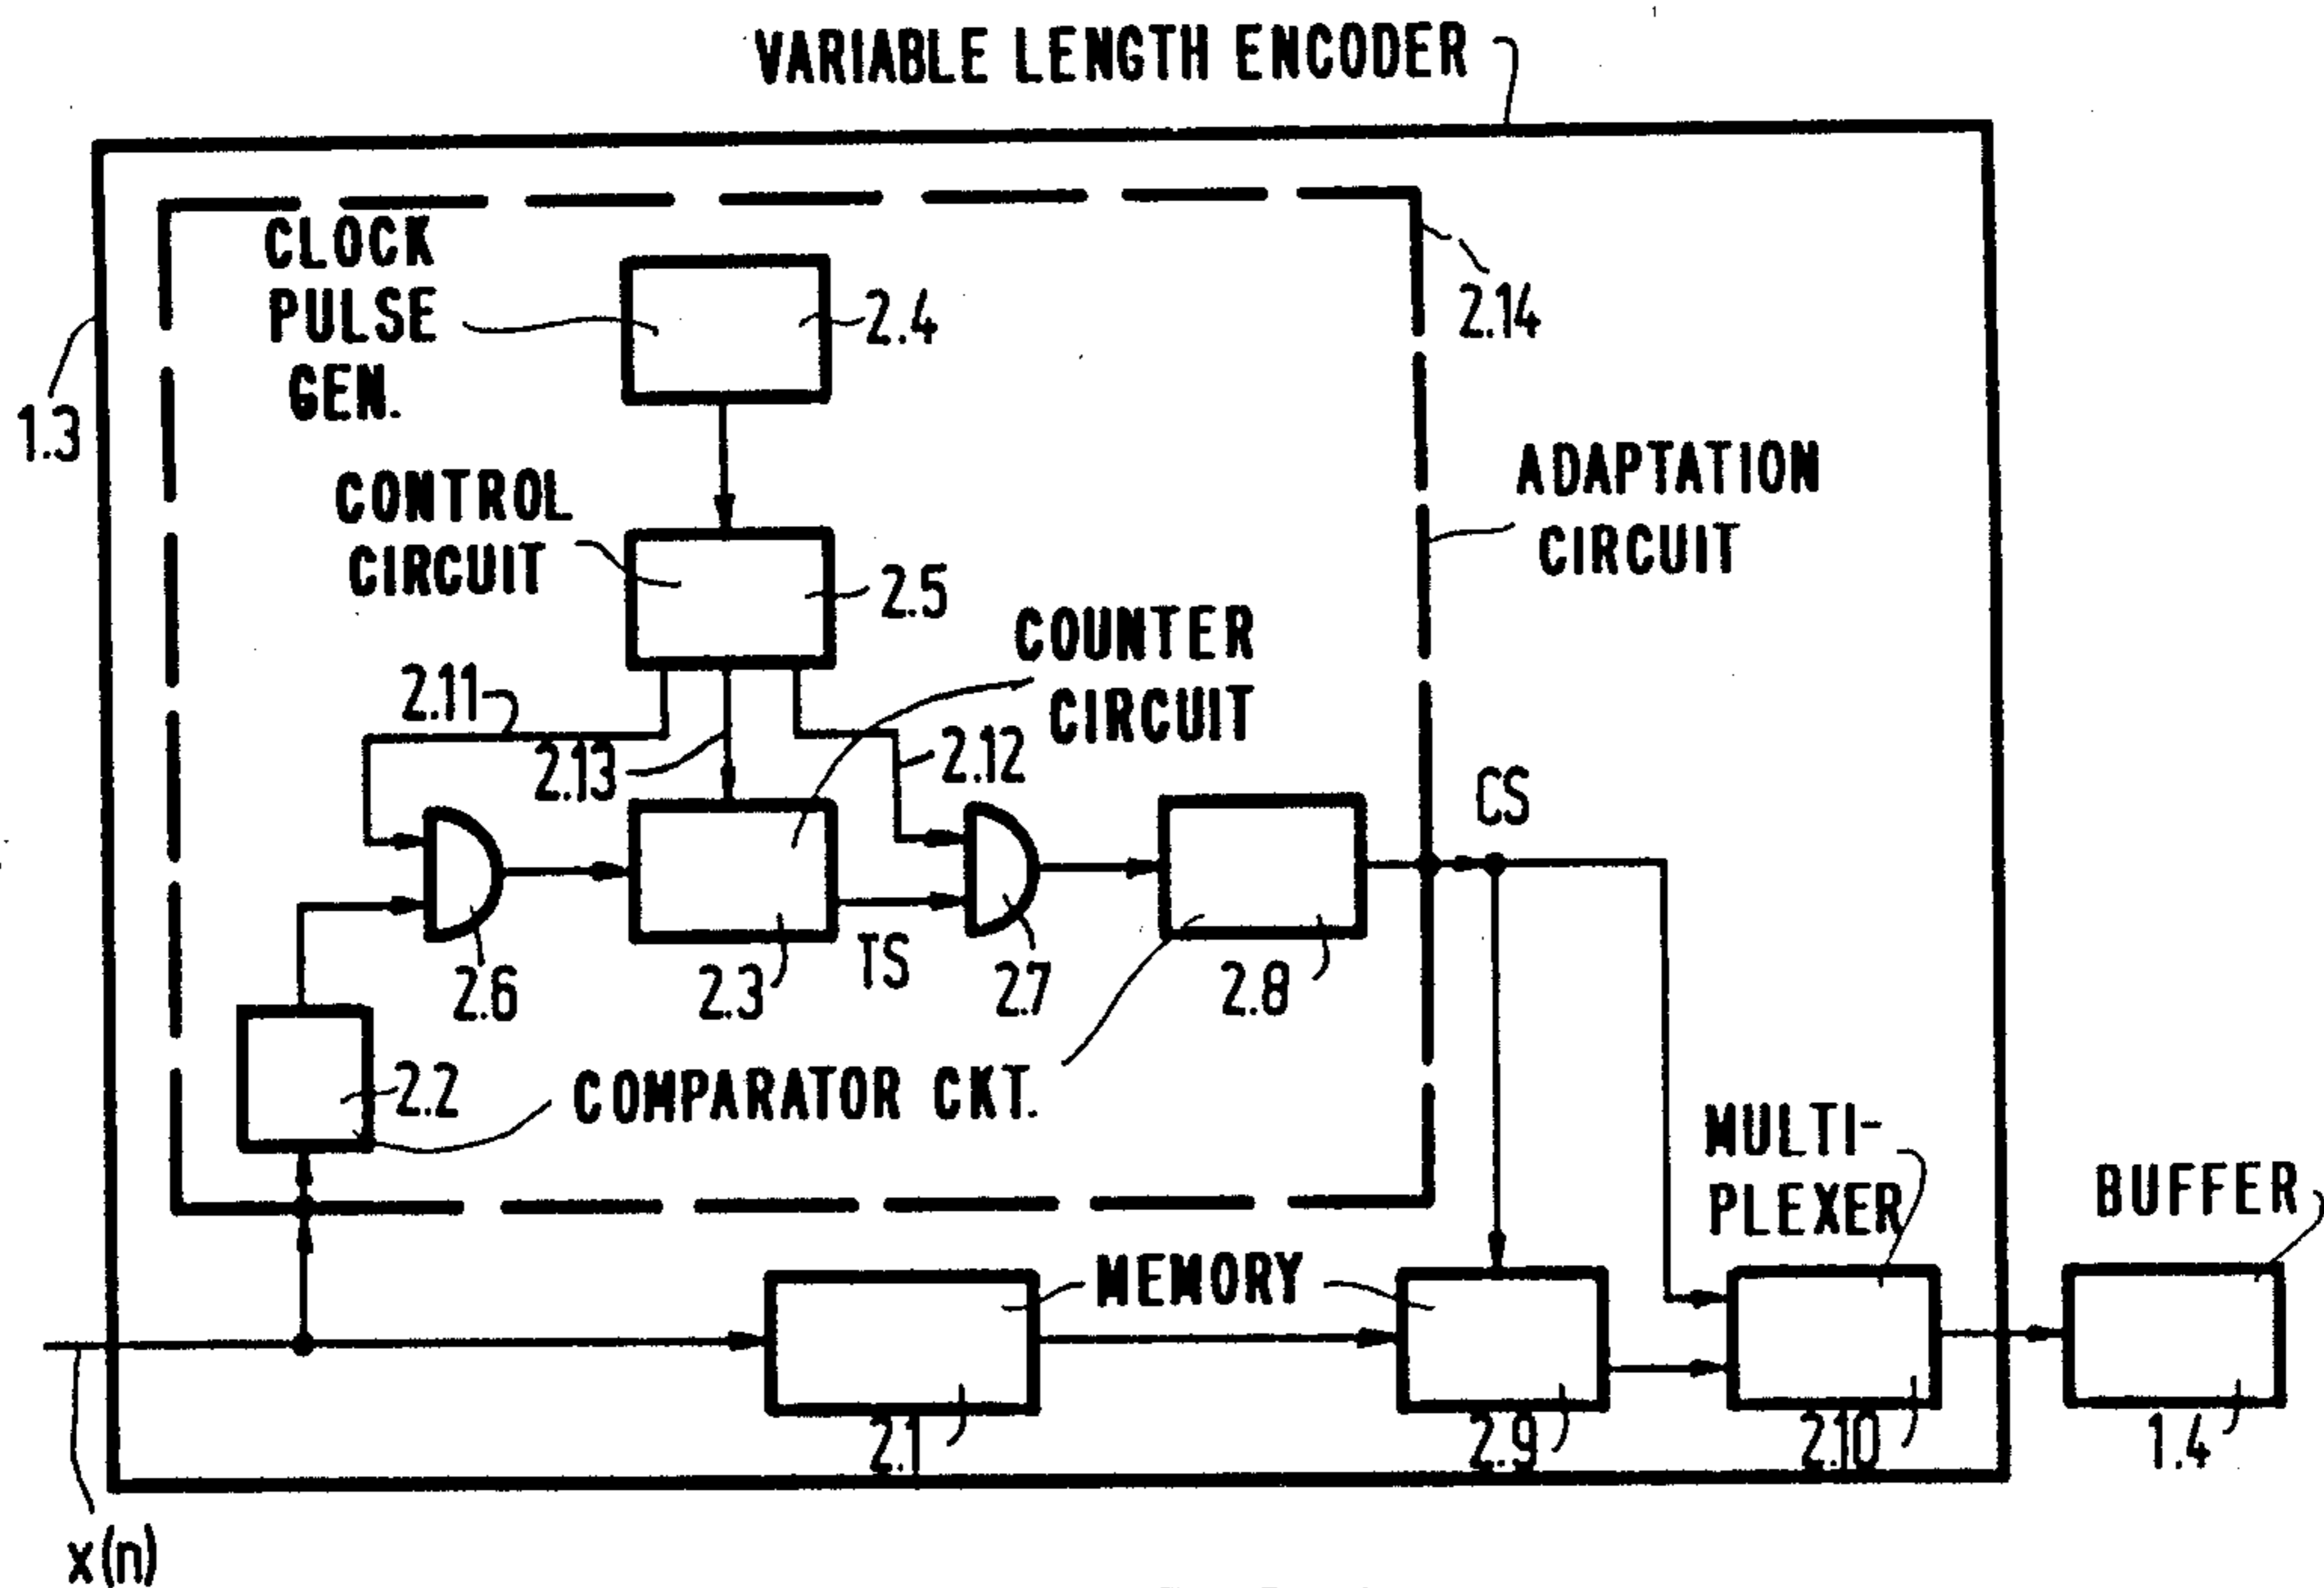 VARIABLE LENGTH ENCODER
CLOCK
PULSE
GEN.
2.4
2.14
1.3
CONTROL
CIRCUIT
2.5
ADAPTATION
CIRCUIT
COUNTER
CIRCUIT
2.11
2.13
2.12
CS
2.6
2.3
TS
2.7
2.8
2.2
COMPARATOR CKT.
MULTI-
PLEXER
BUFFER
MEMORY
2.1
2.9
2.10
1.4
x(n)